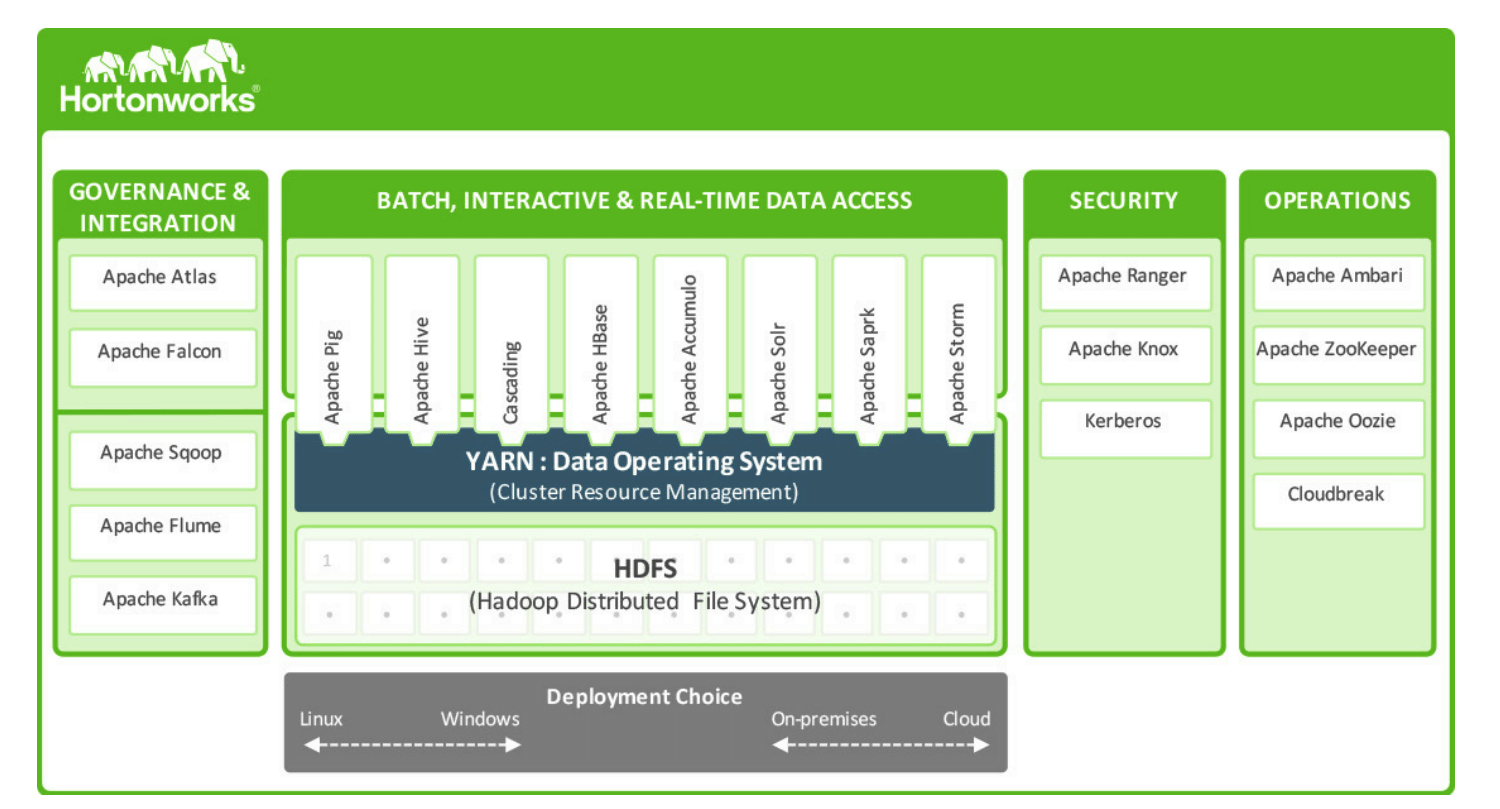 Hortonworks®
GOVERNANCE &
INTEGRATION
Apache Atlas
Apache Falcon
Apache Sqoop
Apache Flume
Apache Kafka
BATCH, INTERACTIVE & REAL-TIME DATA ACCESS
Apache Pig
Apache Hive
Cascading
Apache HBase
Apache Accumulo
Apache Solr
Apache Saprk
Apache Storm
YARN : Data Operating System
(Cluster Resource Management)
1
HDFS
(Hadoop Distributed File System)
Deployment Choice
Linux Windows On-premises Cloud
SECURITY
Apache Ranger
Apache Knox
Kerberos
OPERATIONS
Apache Ambari
Apache ZooKeeper
Apache Oozie
Cloudbreak